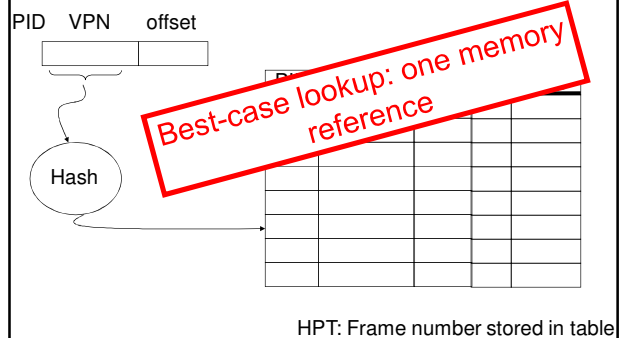 PID VPN offset
Best-case lookup: one memory
reference
Hash
HPT: Frame number stored in table